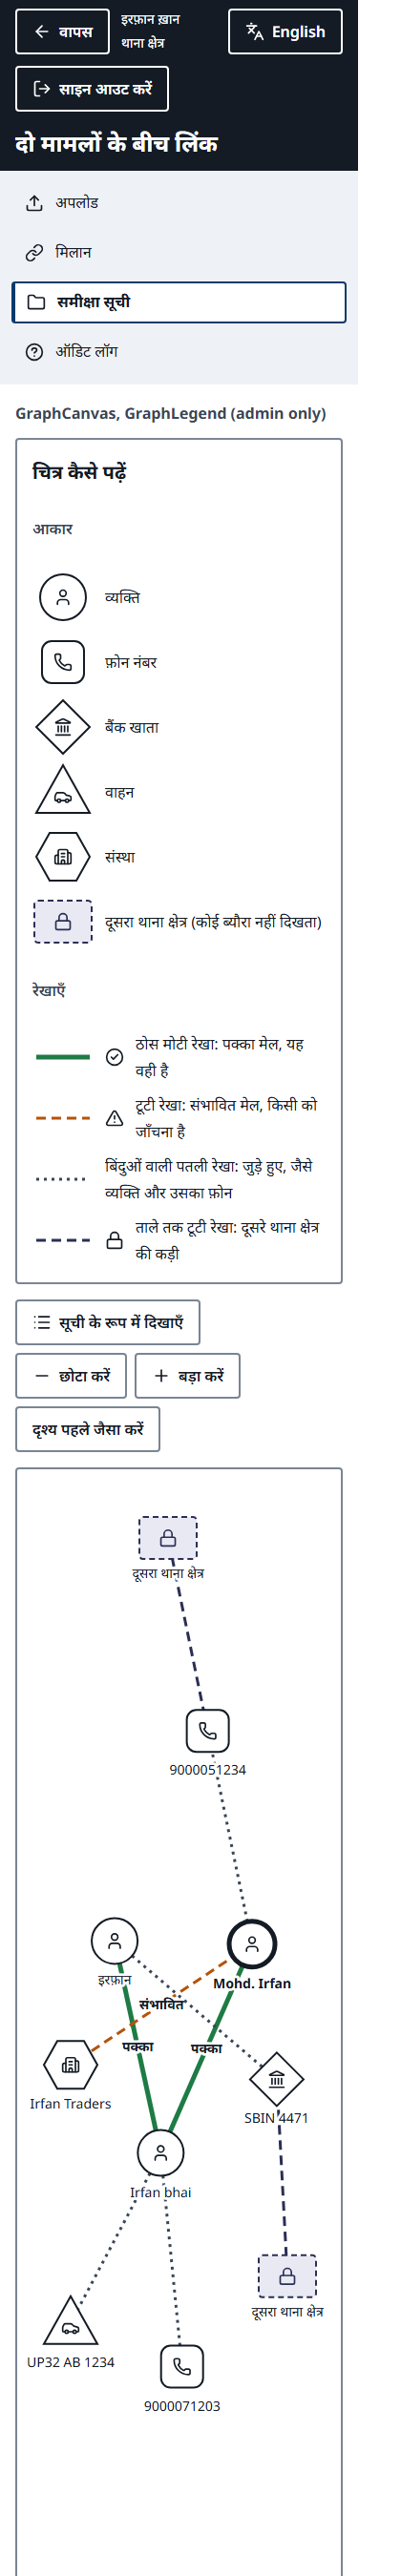 वापस
इरफ़ान ख़ान
थाना क्षेत्र
English
साइन आउट करें
दो मामलों के बीच लिंक
अपलोड
मिलान
समीक्षा सूची
ऑडिट लॉग
GraphCanvas, GraphLegend (admin only)
चित्र कैसे पढ़ें
आकार
व्यक्ति
फ़ोन नंबर
बैंक खाता
वाहन
संस्था
दूसरा थाना क्षेत्र (कोई ब्यौरा नहीं दिखता)
रेखाएँ
ठोस मोटी रेखा: पक्का मेल, यह
वही है
टूटी रेखा: संभावित मेल, किसी को
जाँचना है
बिंदुओं वाली पतली रेखा: जुड़े हुए, जैसे
व्यक्ति और उसका फ़ोन
ताले तक टूटी रेखा: दूसरे थाना क्षेत्र
की कड़ी
सूची के रूप में दिखाएँ
छोटा करें
बड़ा करें
दृश्य पहले जैसा करें
दूसरा थाना क्षेत्र
9000051234
इरफ़ान
Mohd. Irfan
संभावित
पक्का
पक्का
Irfan Traders
SBIN 4471
Irfan bhai
दूसरा थाना क्षेत्र
UP32 AB 1234
9000071203